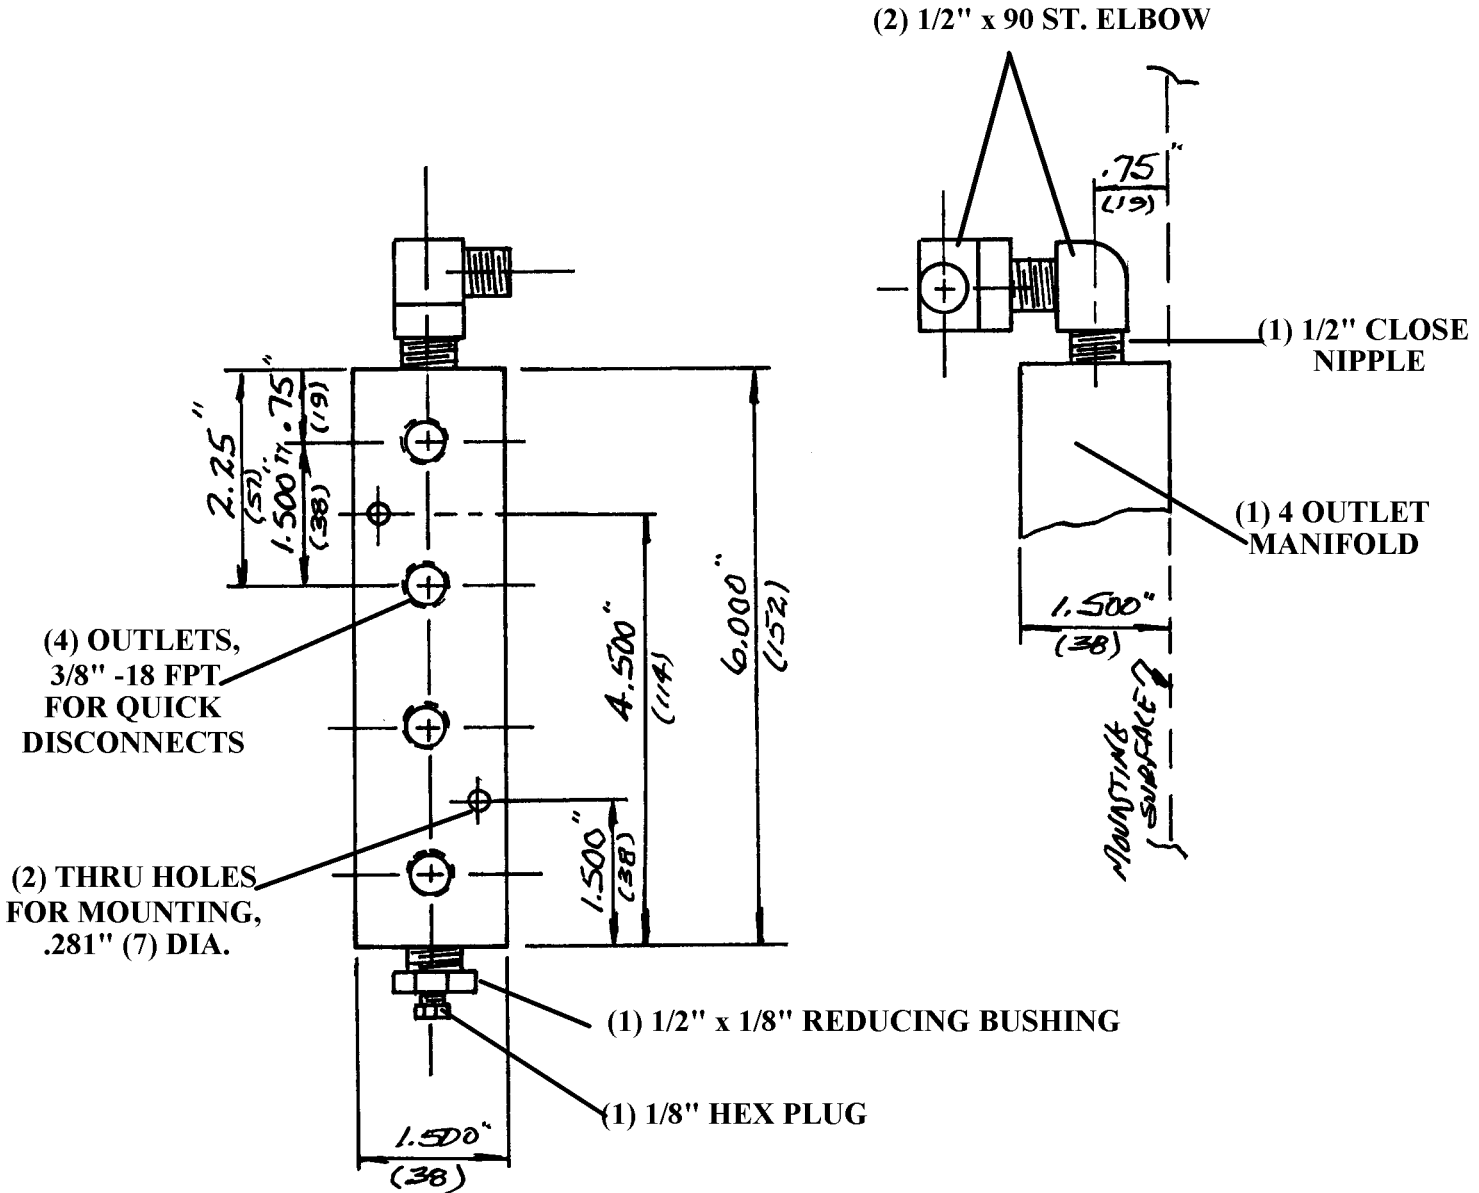 (2) 1/2" x 90 ST. ELBOW
.75"
(19)
(1) 1/2" CLOSE
NIPPLE
2.25"
(57)
.75"
(19)
1.500" TY.
(38)
(1) 4 OUTLET
MANIFOLD
1.500"
(38)
6.000"
(152)
4.500"
(114)
(4) OUTLETS,
3/8" -18 FPT
FOR QUICK
DISCONNECTS
MOUNTING
SURFACE
1.500"
(38)
(2) THRU HOLES
FOR MOUNTING,
.281" (7) DIA.
(1) 1/2" x 1/8" REDUCING BUSHING
(1) 1/8" HEX PLUG
1.500"
(38)